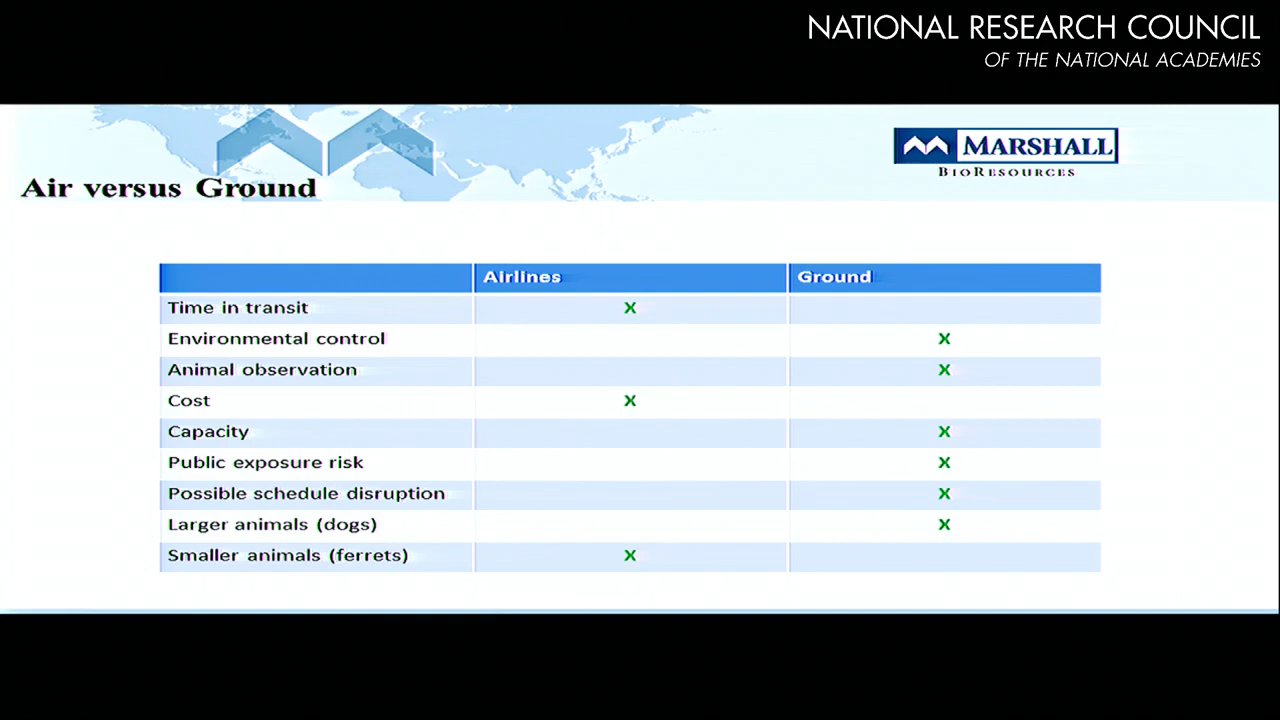 NATIONAL RESEARCH COUNCIL
OF THE NATIONAL ACADEMIES
MARSHALL
BIORESOURCES
Air versus Ground
Airlines Ground
Time in transit X
Environmental control X
Animal observation X
Cost X
Capacity X
Public exposure risk X
Possible schedule disruption X
Larger animals (dogs) X
Smaller animals (ferrets) X